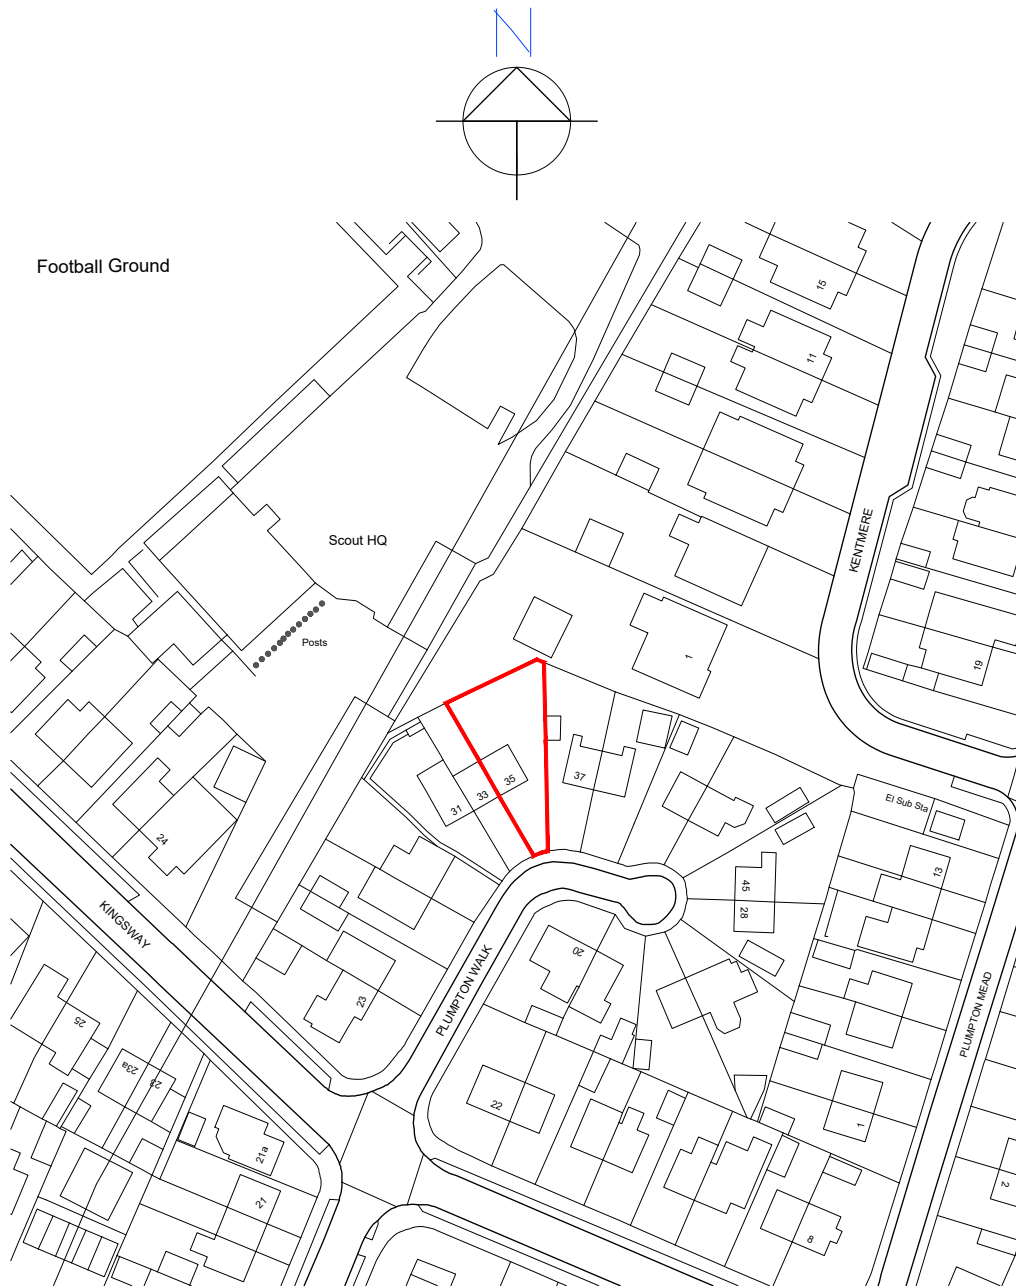 N
Football Ground
15
11
Scout HQ
KENTMERE
Posts
1
19
37
35
33
31
El Sub Sta
24
13
45
28
KINGSWAY
20
23
PLUMPTON WALK
PLUMPTON MEAD
25
23a
23
22
1
21a
21
2
8